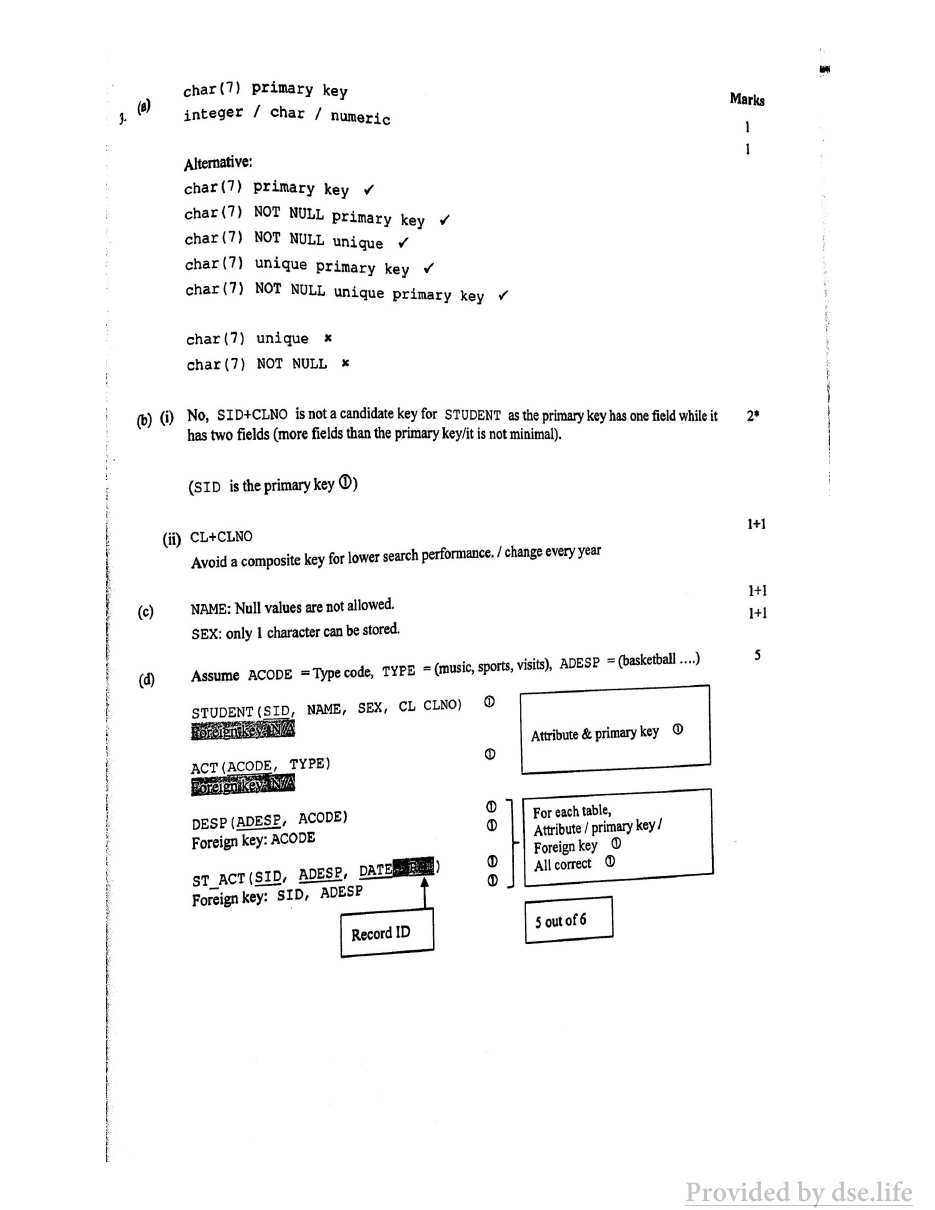 Marks
3. (a) char(7) primary key 1
integer / char / numeric 1
Alternative:
char(7) primary key ✓
char(7) NOT NULL primary key ✓
char(7) NOT NULL unique ✓
char(7) unique primary key ✓
char(7) NOT NULL unique primary key ✓
char(7) unique ×
char(7) NOT NULL ×
(b) (i) No, SID+CLNO is not a candidate key for STUDENT as the primary key has one field while it 2*
has two fields (more fields than the primary key/it is not minimal).
(SID is the primary key ①)
(ii) CL+CLNO 1+1
Avoid a composite key for lower search performance. / change every year
(c) NAME: Null values are not allowed. 1+1
SEX: only 1 character can be stored. 1+1
(d) Assume ACODE = Type code, TYPE = (music, sports, visits), ADESP = (basketball ....) 5
STUDENT(SID, NAME, SEX, CL CLNO) ①
Foreign key: N/A
Attribute & primary key ①
ACT(ACODE, TYPE) ①
Foreign key: N/A
DESP(ADESP, ACODE) ①
Foreign key: ACODE ①
ST_ACT(SID, ADESP, DATE ) ①
Foreign key: SID, ADESP ①
For each table,
Attribute / primary key /
Foreign key ①
All correct ①
Record ID
5 out of 6
Provided by dse.life